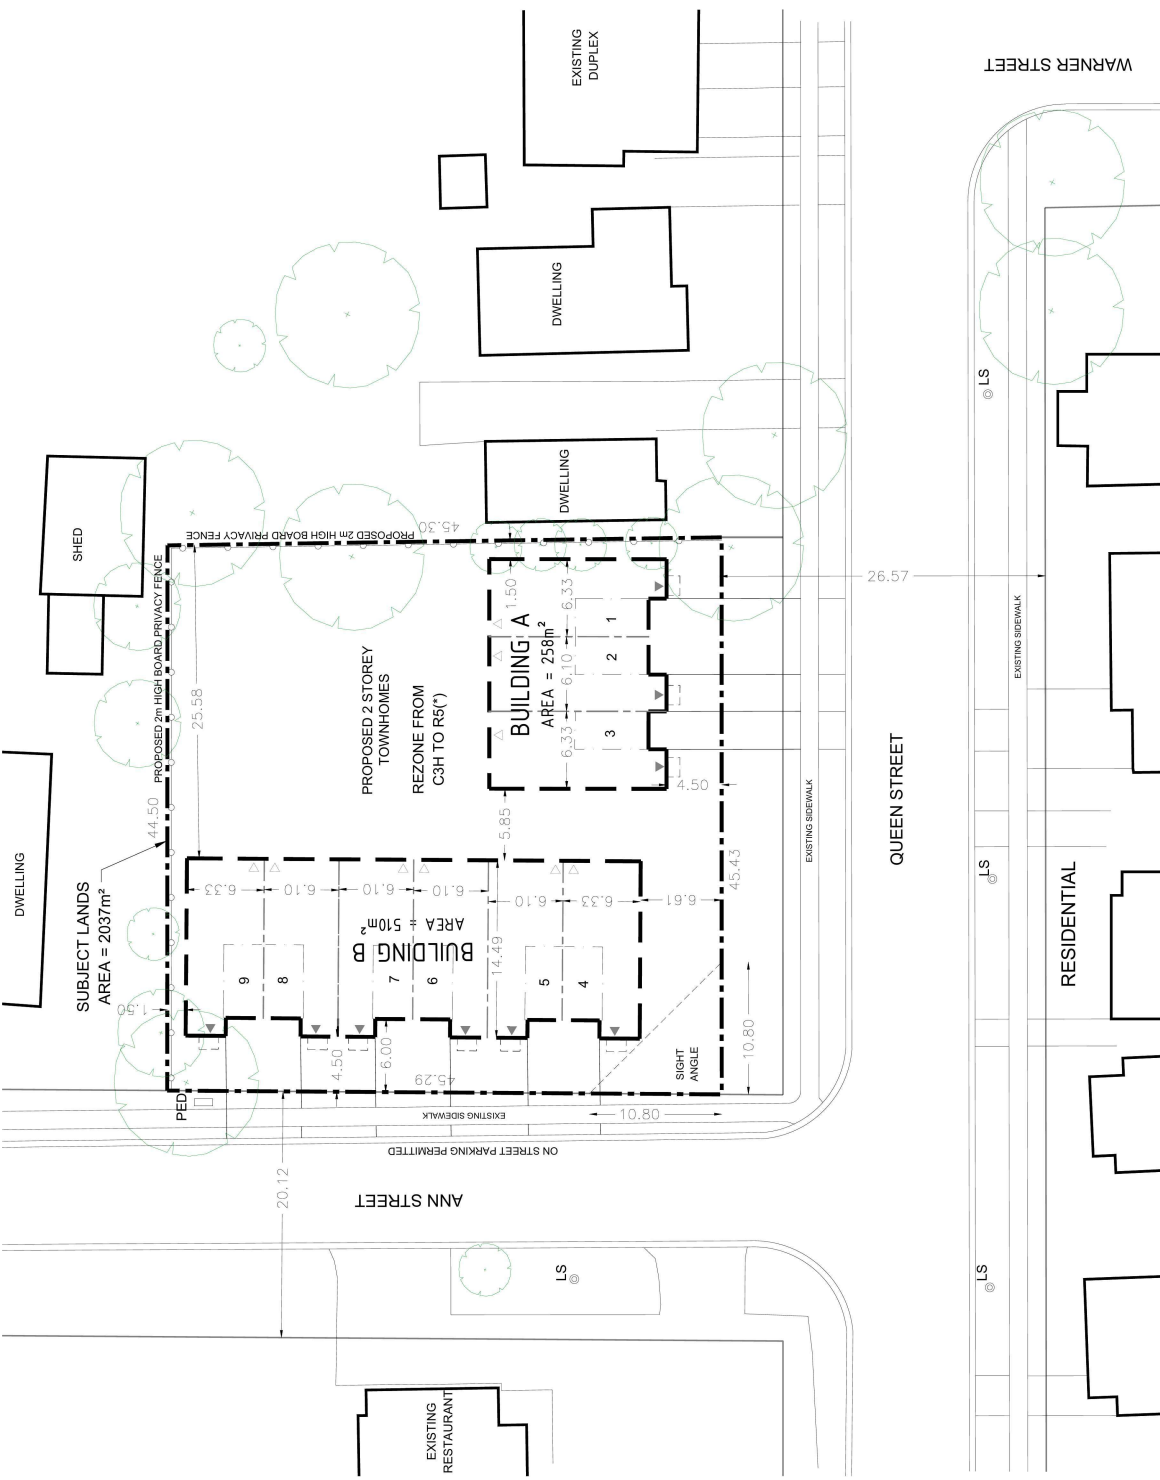 WARNER STREET
EXISTING
DUPLEX
DWELLING
LS
DWELLING
SHED
PROPOSED 2m HIGH BOARD PRIVACY FENCE
45.30
PROPOSED 2m HIGH BOARD PRIVACY FENCE
44.50
25.58
PROPOSED 2 STOREY
TOWNHOMES
REZONE FROM
C3H TO R5(*)
BUILDING A
AREA = 258m²
1.50
6.33
6.10
6.33
1
2
3
4.50
5.85
26.57
EXISTING SIDEWALK
EXISTING SIDEWALK
QUEEN STREET
LS
RESIDENTIAL
45.43
DWELLING
SUBJECT LANDS
AREA = 2037m²
1.50
6.33
6.10
6.10
6.10
6.10
6.33
6.61
BUILDING B
AREA = 510m²
14.49
9
8
7
6
5
4
4.50
6.00
45.29
SIGHT
ANGLE
10.80
10.80
PED
EXISTING SIDEWALK
ON STREET PARKING PERMITTED
ANN STREET
20.12
LS
LS
EXISTING
RESTAURANT